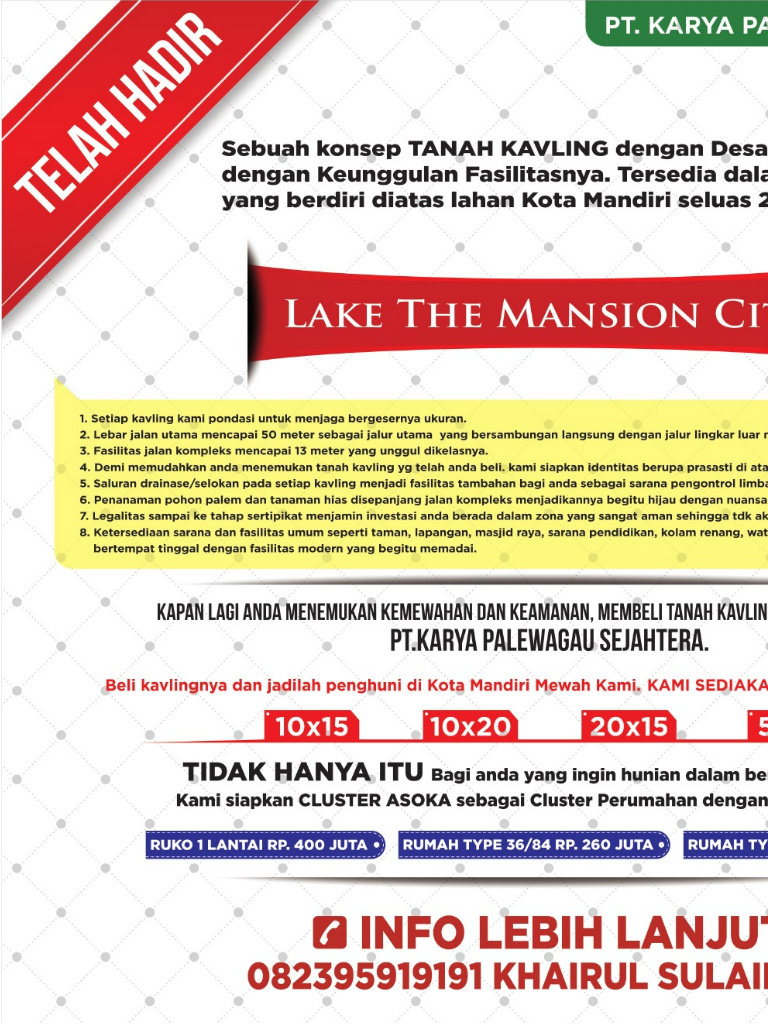 TELAH HADIR
PT. KARYA PA
Sebuah konsep TANAH KAVLING dengan Desa
dengan Keunggulan Fasilitasnya. Tersedia dala
yang berdiri diatas lahan Kota Mandiri seluas 2
LAKE THE MANSION CIT
1. Setiap kavling kami pondasi untuk menjaga bergesernya ukuran.
2. Lebar jalan utama mencapai 50 meter sebagai jalur utama yang bersambungan langsung dengan jalur lingkar luar
3. Fasilitas jalan kompleks mencapai 13 meter yang unggul dikelasnya.
4. Demi memudahkan anda menemukan tanah kavling yg telah anda beli, kami siapkan identitas berupa prasasti di ata
5. Saluran drainase/selokan pada setiap kavling menjadi fasilitas tambahan bagi anda sebagai sarana pengontrol limba
6. Penanaman pohon palem dan tanaman hias disepanjang jalan kompleks menjadikannya begitu hijau dengan nuansa
7. Legalitas sampai ke tahap sertipikat menjamin investasi anda berada dalam zona yang sangat aman sehingga tdk ak
8. Ketersediaan sarana dan fasilitas umum seperti taman, lapangan, masjid raya, sarana pendidikan, kolam renang, wat
bertempat tinggal dengan fasilitas modern yang begitu memadai.
KAPAN LAGI ANDA MENEMUKAN KEMEWAHAN DAN KEAMANAN, MEMBELI TANAH KAVLIN
PT.KARYA PALEWAGAU SEJAHTERA.
Beli kavlingnya dan jadilah penghuni di Kota Mandiri Mewah Kami. KAMI SEDIAKA
10x15 10x20 20x15 5
TIDAK HANYA ITU Bagi anda yang ingin hunian dalam be
Kami siapkan CLUSTER ASOKA sebagai Cluster Perumahan dengan
RUKO 1 LANTAI RP. 400 JUTA RUMAH TYPE 36/84 RP. 260 JUTA RUMAH TY
INFO LEBIH LANJUT
082395919191 KHAIRUL SULAI